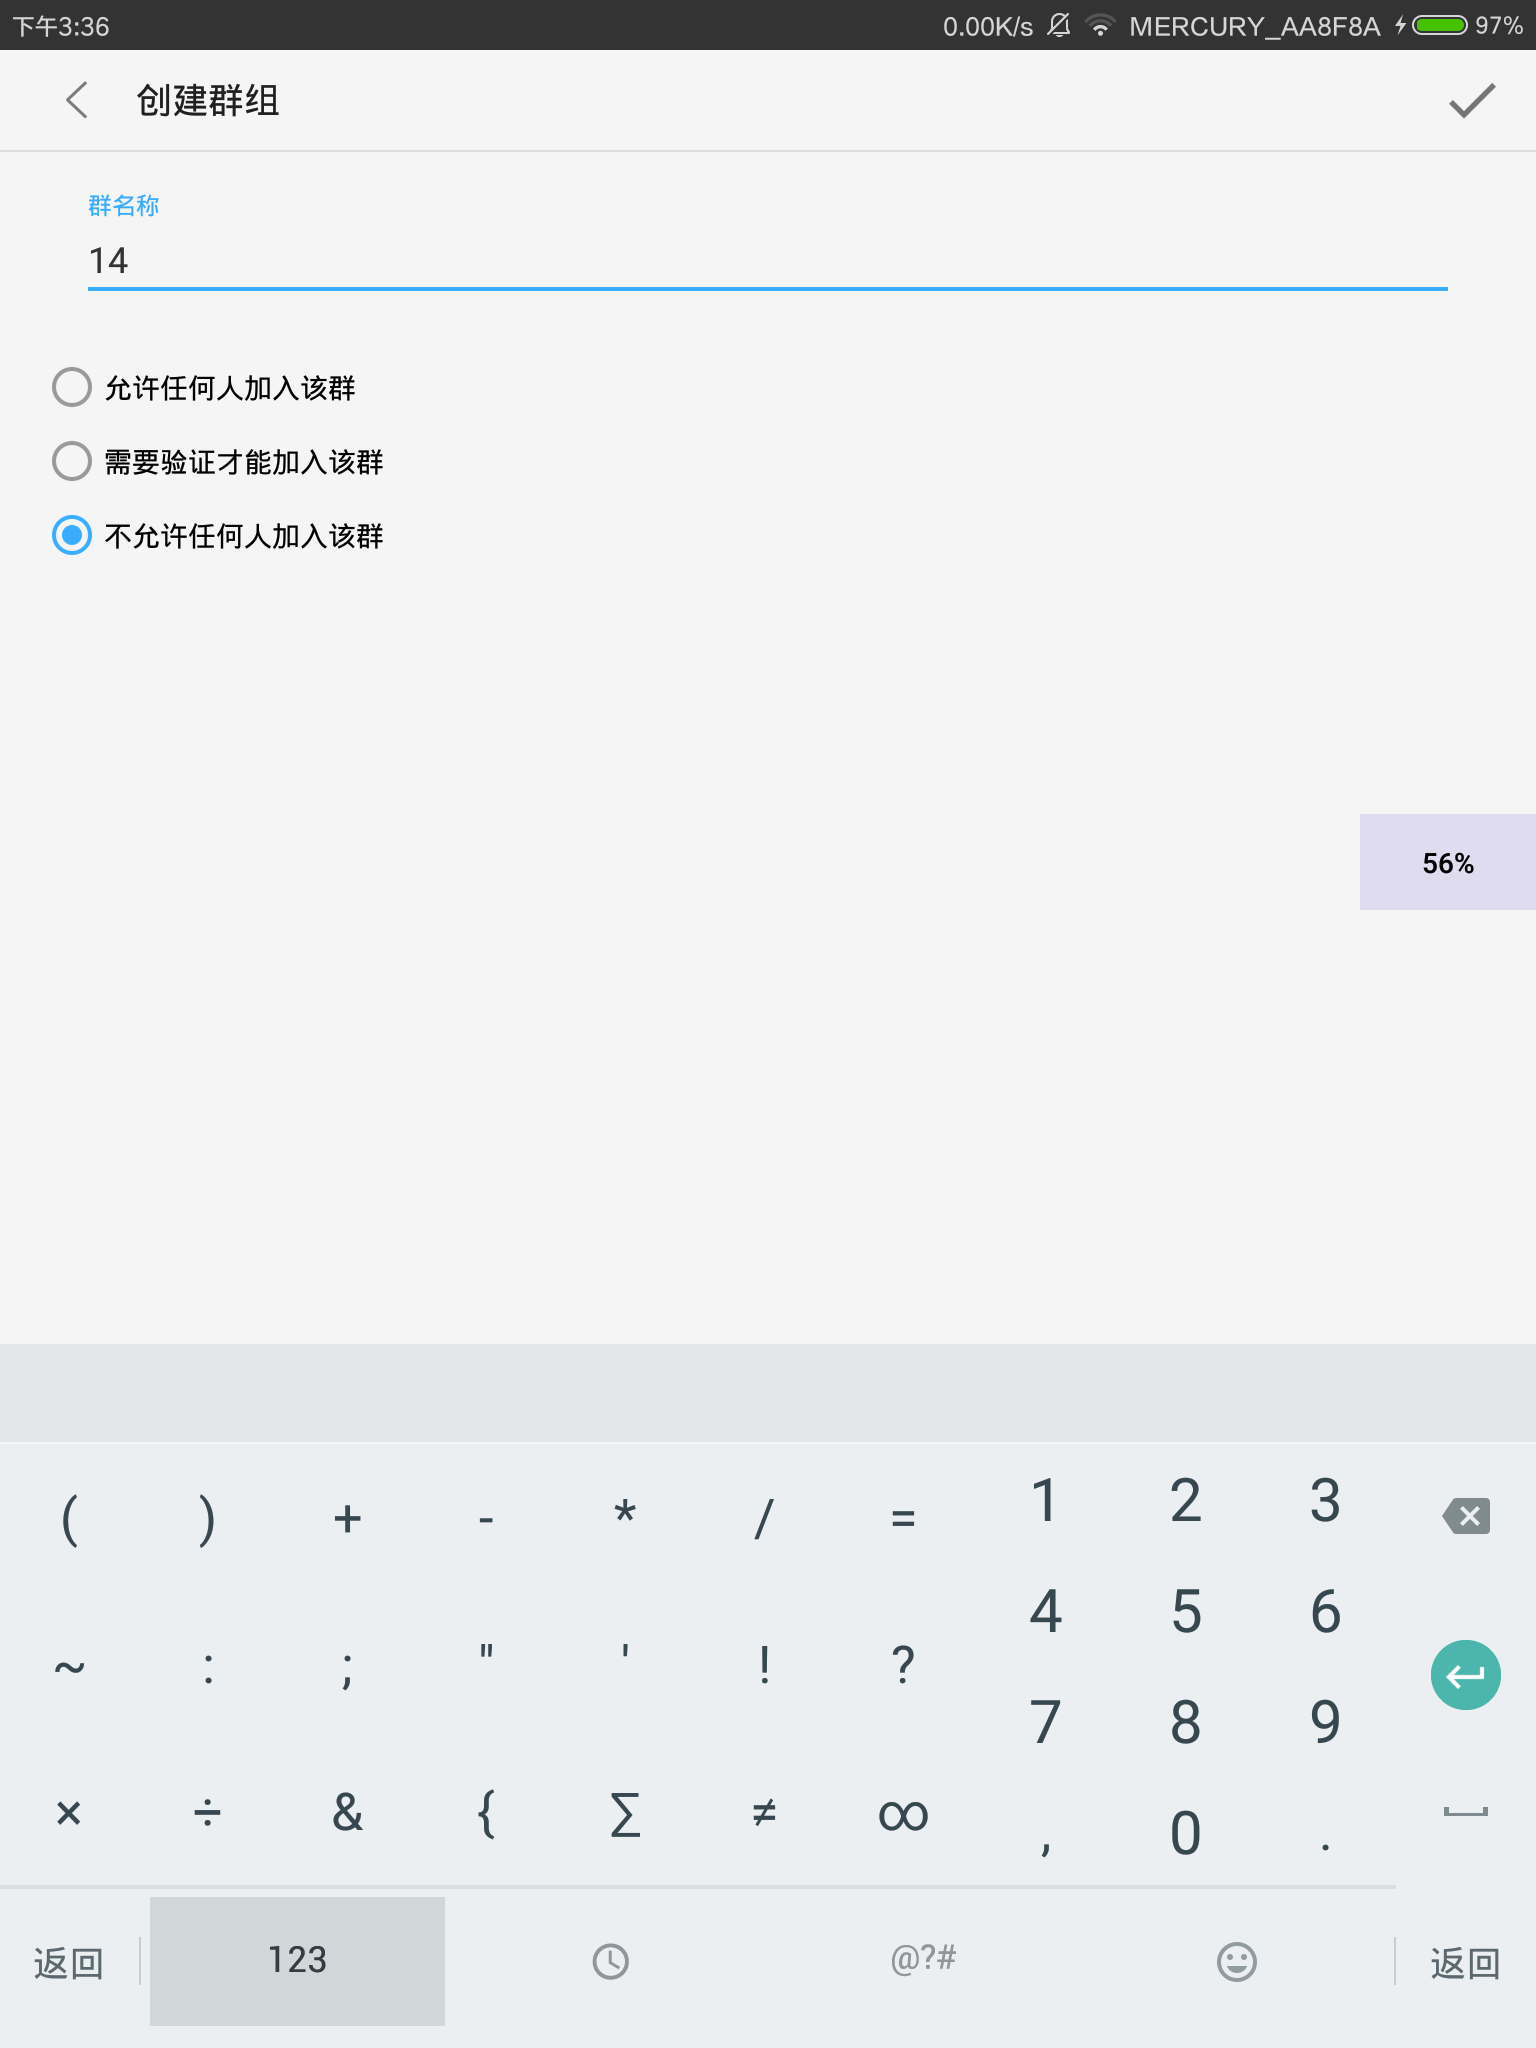 下午3:36 0.00K/s MERCURY_AA8F8A 97%
创建群组
群名称
14
允许任何人加入该群
需要验证才能加入该群
不允许任何人加入该群
56%
( ) + - * / = 1 2 3
4 5 6
~ : ; " ' ! ?
7 8 9
× ÷ & { Σ ≠ ∞ , 0 .
返回 123 @?# 返回